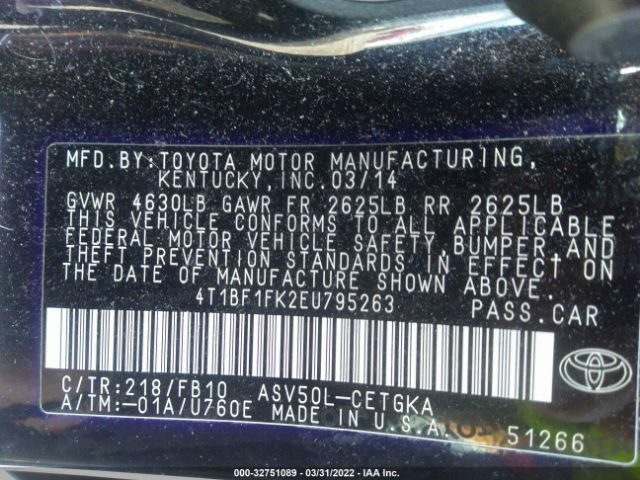 MFD.BY:TOYOTA MOTOR MANUFACTURING,
KENTUCKY,INC.03/14
GVWR 4630LB GAWR FR 2625LB RR 2625LB
THIS VEHICLE CONFORMS TO ALL APPLICABLE
FEDERAL MOTOR VEHICLE SAFETY,BUMPER,AND
THEFT PREVENTION STANDARDS IN EFFECT ON
THE DATE OF MANUFACTURE SHOWN ABOVE.
4T1BF1FK2EU795263 PASS.CAR
C/TR:218/FB10 ASV50L-CETGKA
A/TM:-01A/U760E MADE IN U.S.A.
51266
000-32751089 - 03/31/2022 - IAA Inc.